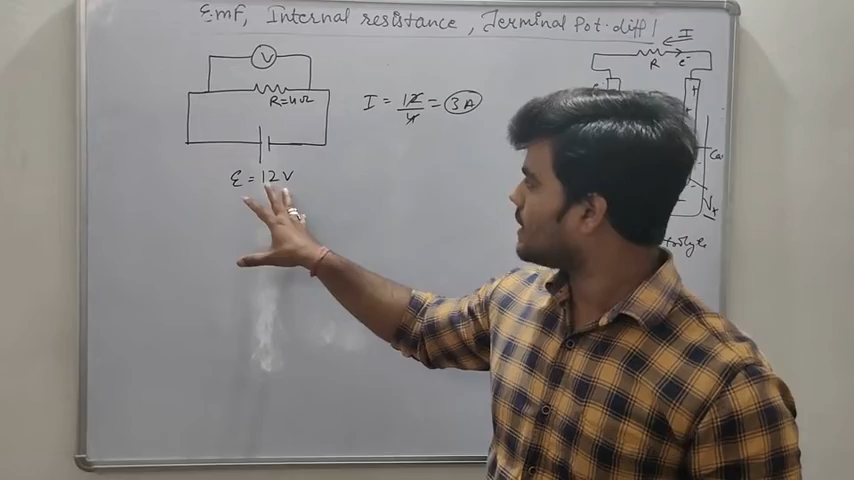 Emf, Internal resistance, Terminal Pot. diff
V
R=4Ω
I = 12/4 = 3A
ε = 12V
I
R
e-
e-
+
+